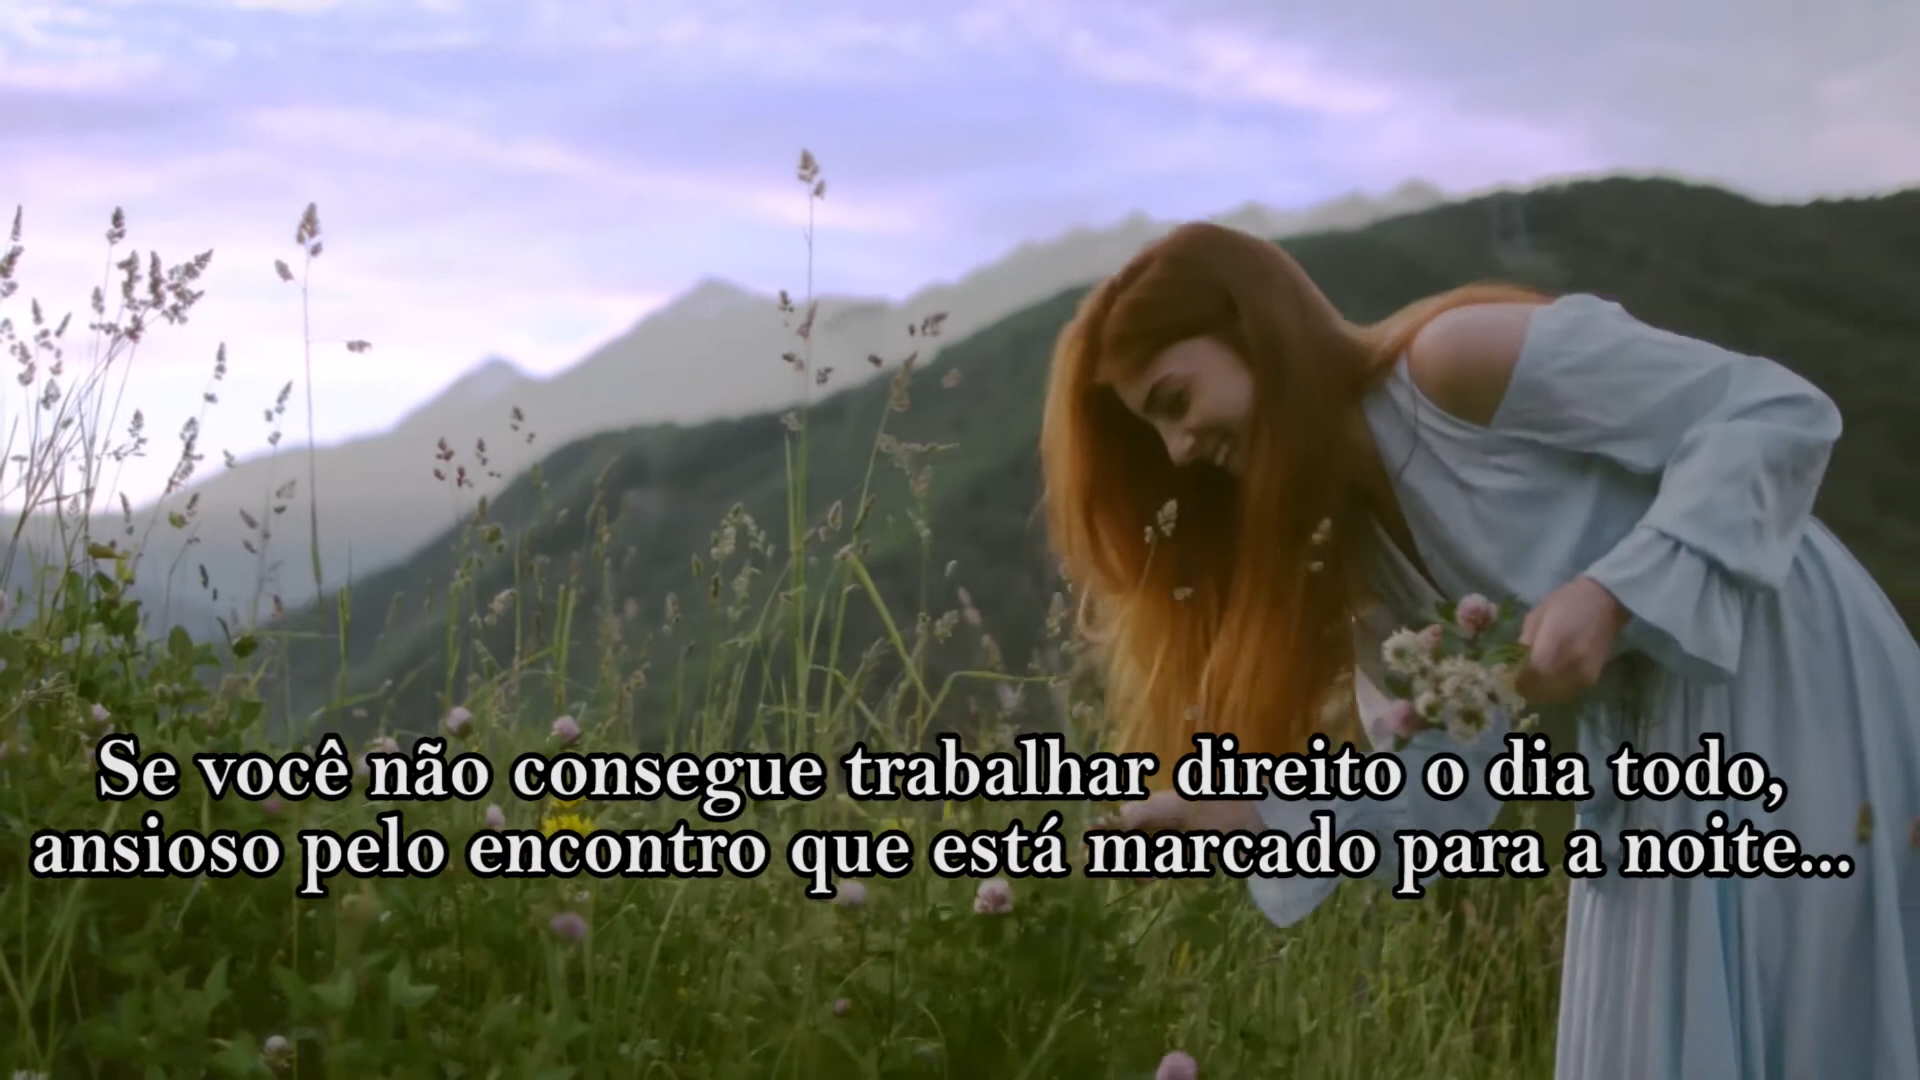 Se você não consegue trabalhar direito o dia todo,
ansioso pelo encontro que está marcado para a noite...